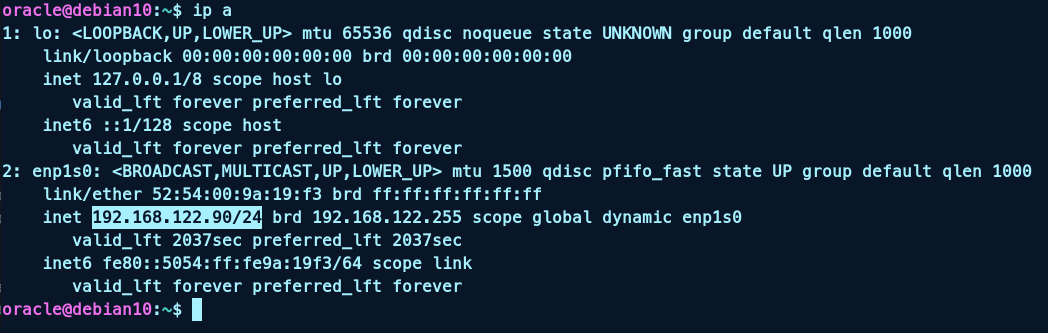 oracle@debian10:~$ ip a
1: lo: <LOOPBACK,UP,LOWER_UP> mtu 65536 qdisc noqueue state UNKNOWN group default qlen 1000
    link/loopback 00:00:00:00:00:00 brd 00:00:00:00:00:00
    inet 127.0.0.1/8 scope host lo
       valid_lft forever preferred_lft forever
    inet6 ::1/128 scope host
       valid_lft forever preferred_lft forever
2: enp1s0: <BROADCAST,MULTICAST,UP,LOWER_UP> mtu 1500 qdisc pfifo_fast state UP group default qlen 1000
    link/ether 52:54:00:9a:19:f3 brd ff:ff:ff:ff:ff:ff
    inet 192.168.122.90/24 brd 192.168.122.255 scope global dynamic enp1s0
       valid_lft 2037sec preferred_lft 2037sec
    inet6 fe80::5054:ff:fe9a:19f3/64 scope link
       valid_lft forever preferred_lft forever
oracle@debian10:~$